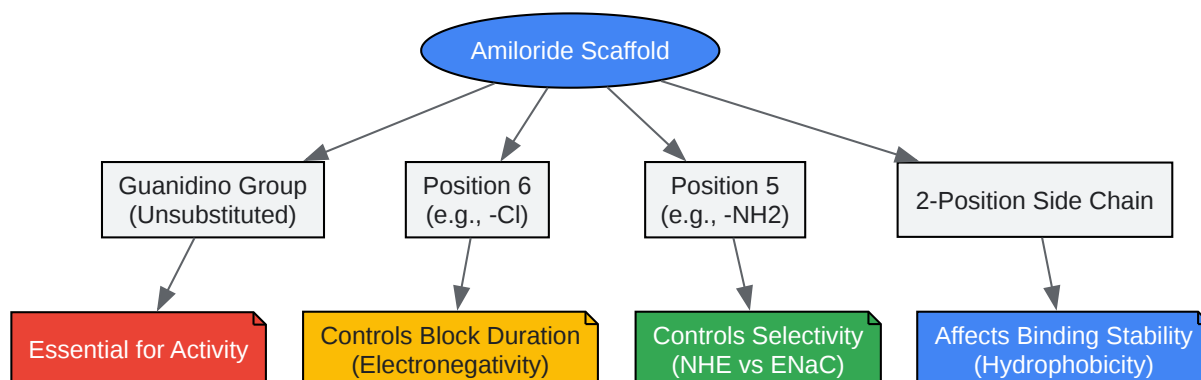 Amiloride Scaffold
Guanidino Group
(Unsubstituted)
Position 6
(e.g., -Cl)
Position 5
(e.g., -NH2)
2-Position Side Chain
Essential for Activity
Controls Block Duration
(Electronegativity)
Controls Selectivity
(NHE vs ENaC)
Affects Binding Stability
(Hydrophobicity)